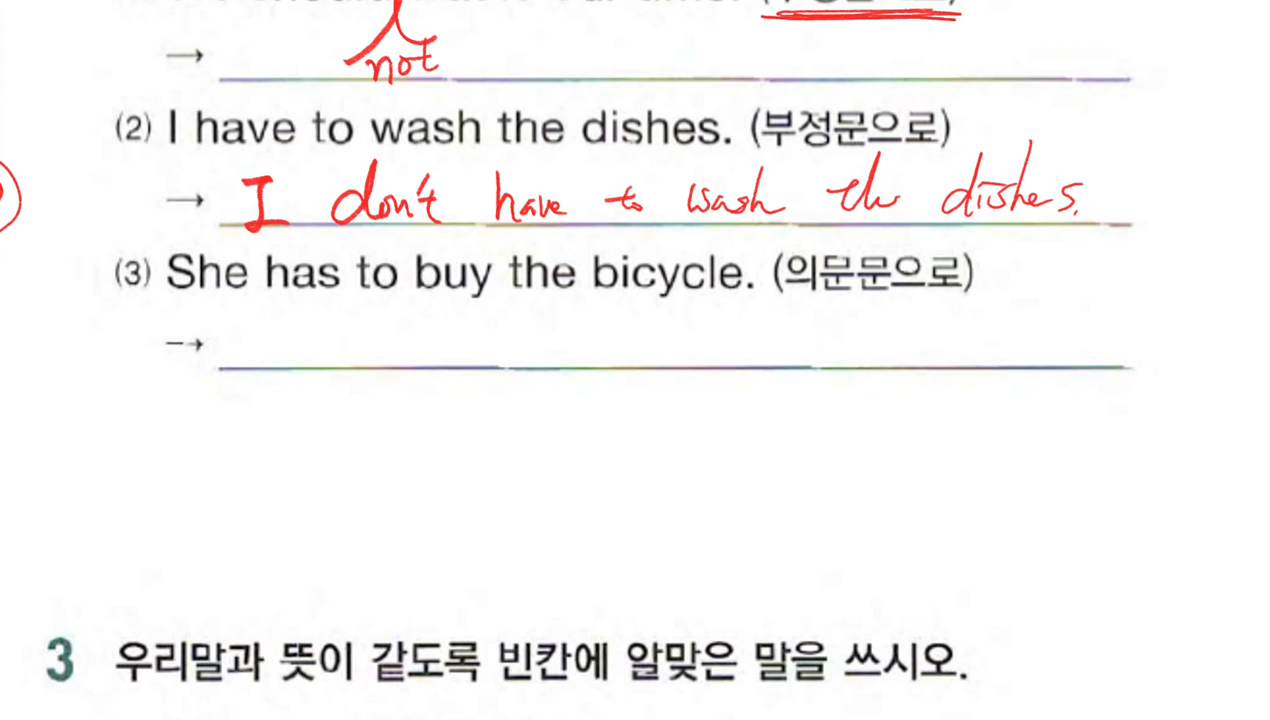 not
→
(2) I have to wash the dishes. (부정문으로)
→ I don't have to wash the dishes.
(3) She has to buy the bicycle. (의문문으로)
→
3 우리말과 뜻이 같도록 빈칸에 알맞은 말을 쓰시오.